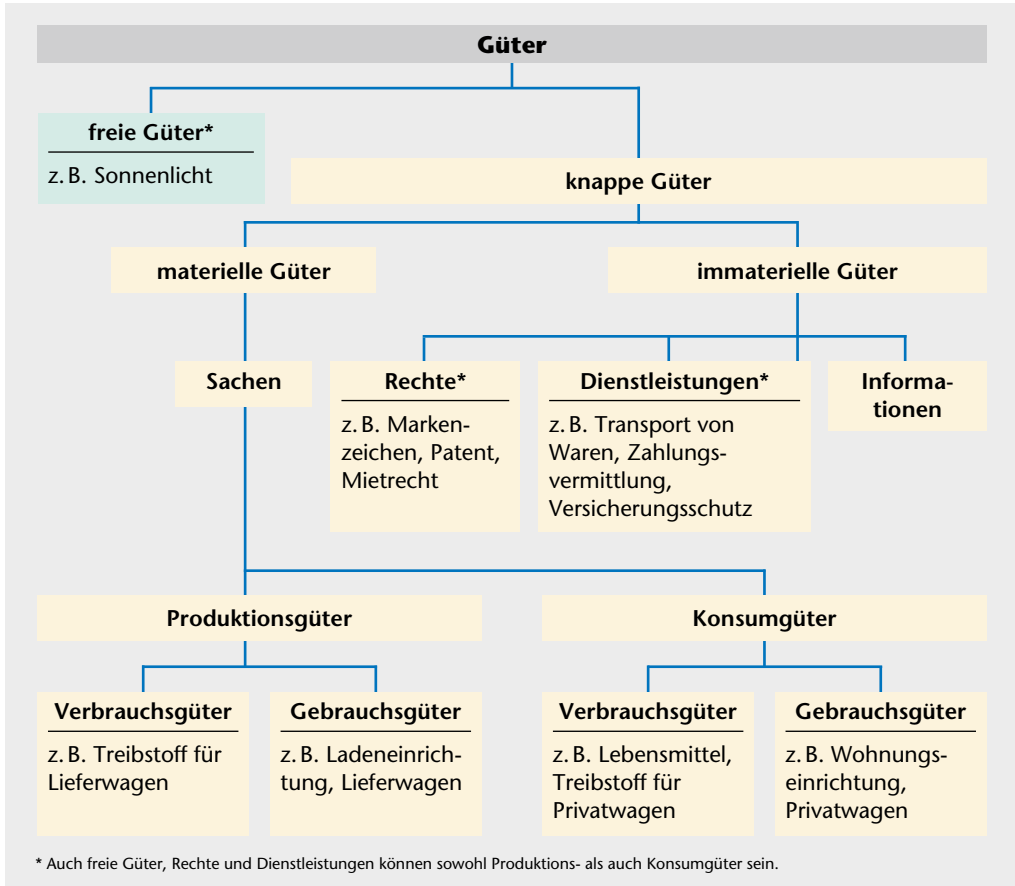 Güter
freie Güter*
z. B. Sonnenlicht
knappe Güter
materielle Güter
immaterielle Güter
Sachen
Rechte*
z. B. Marken-
zeichen, Patent,
Mietrecht
Dienstleistungen*
z. B. Transport von
Waren, Zahlungs-
vermittlung,
Versicherungsschutz
Informa-
tionen
Produktionsgüter
Konsumgüter
Verbrauchsgüter
z. B. Treibstoff für
Lieferwagen
Gebrauchsgüter
z. B. Ladeneinrich-
tung, Lieferwagen
Verbrauchsgüter
z. B. Lebensmittel,
Treibstoff für
Privatwagen
Gebrauchsgüter
z. B. Wohnungs-
einrichtung,
Privatwagen
* Auch freie Güter, Rechte und Dienstleistungen können sowohl Produktions- als auch Konsumgüter sein.